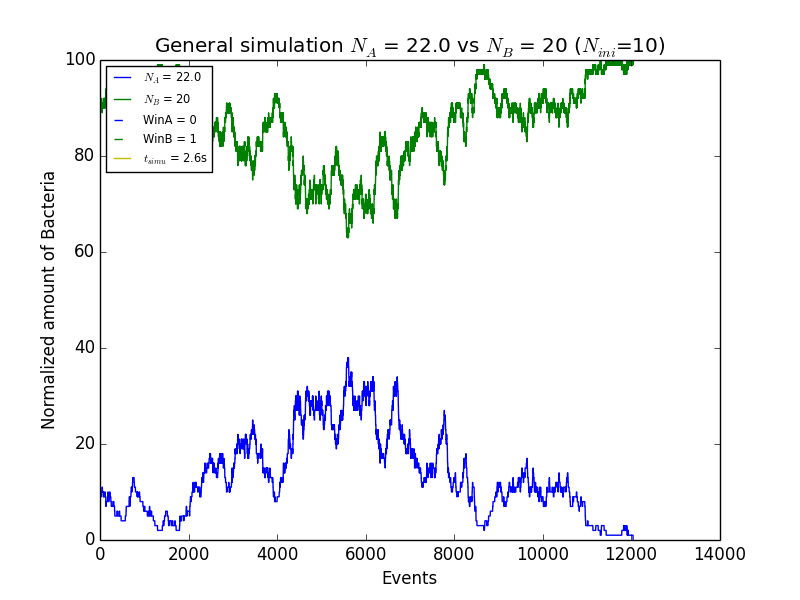 General simulation N_A = 22.0 vs N_B = 20 (N_ini=10)
100
80
60
40
20
0
Normalized amount of Bacteria
N_A = 22.0
N_B = 20
WinA = 0
WinB = 1
t_simu = 2.6s
0 2000 4000 6000 8000 10000 12000 14000
Events